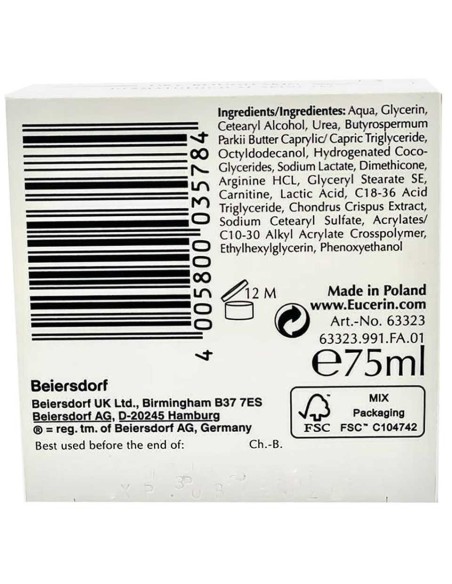 Ingredients/Ingredientes: Aqua, Glycerin,
Cetearyl Alcohol, Urea, Butyrospermum
Parkii Butter Caprylic/ Capric Triglyceride,
Octyldodecanol, Hydrogenated Coco-
Glycerides, Sodium Lactate, Dimethicone,
Arginine HCL, Glyceryl Stearate SE,
Carnitine, Lactic Acid, C18-36 Acid
Triglyceride, Chondrus Crispus Extract,
Sodium Cetearyl Sulfate, Acrylates/
C10-30 Alkyl Acrylate Crosspolymer,
Ethylhexylglycerin, Phenoxyethanol
4 005800 035784
12 M
Made in Poland
www.Eucerin.com
Art.-No. 63323
63323.991.FA.01
℮75ml
Beiersdorf
Beiersdorf UK Ltd., Birmingham B37 7ES
Beiersdorf AG, D-20245 Hamburg
® = reg. tm. of Beiersdorf AG, Germany
Best used before the end of: Ch.-B.
FSC
MIX
Packaging
FSC™ C104742